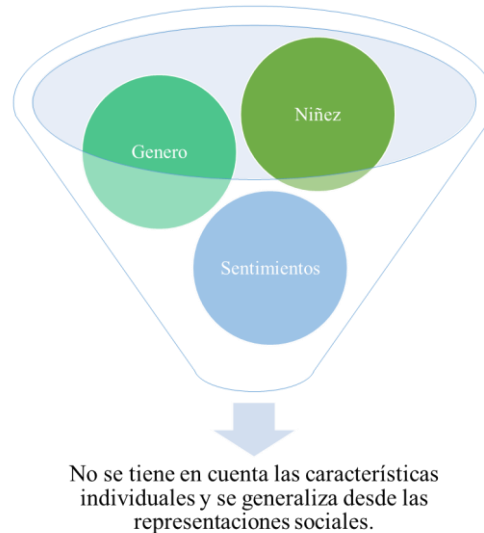 Niñez
Genero
Sentimientos
No se tiene en cuenta las características
individuales y se generaliza desde las
representaciones sociales.